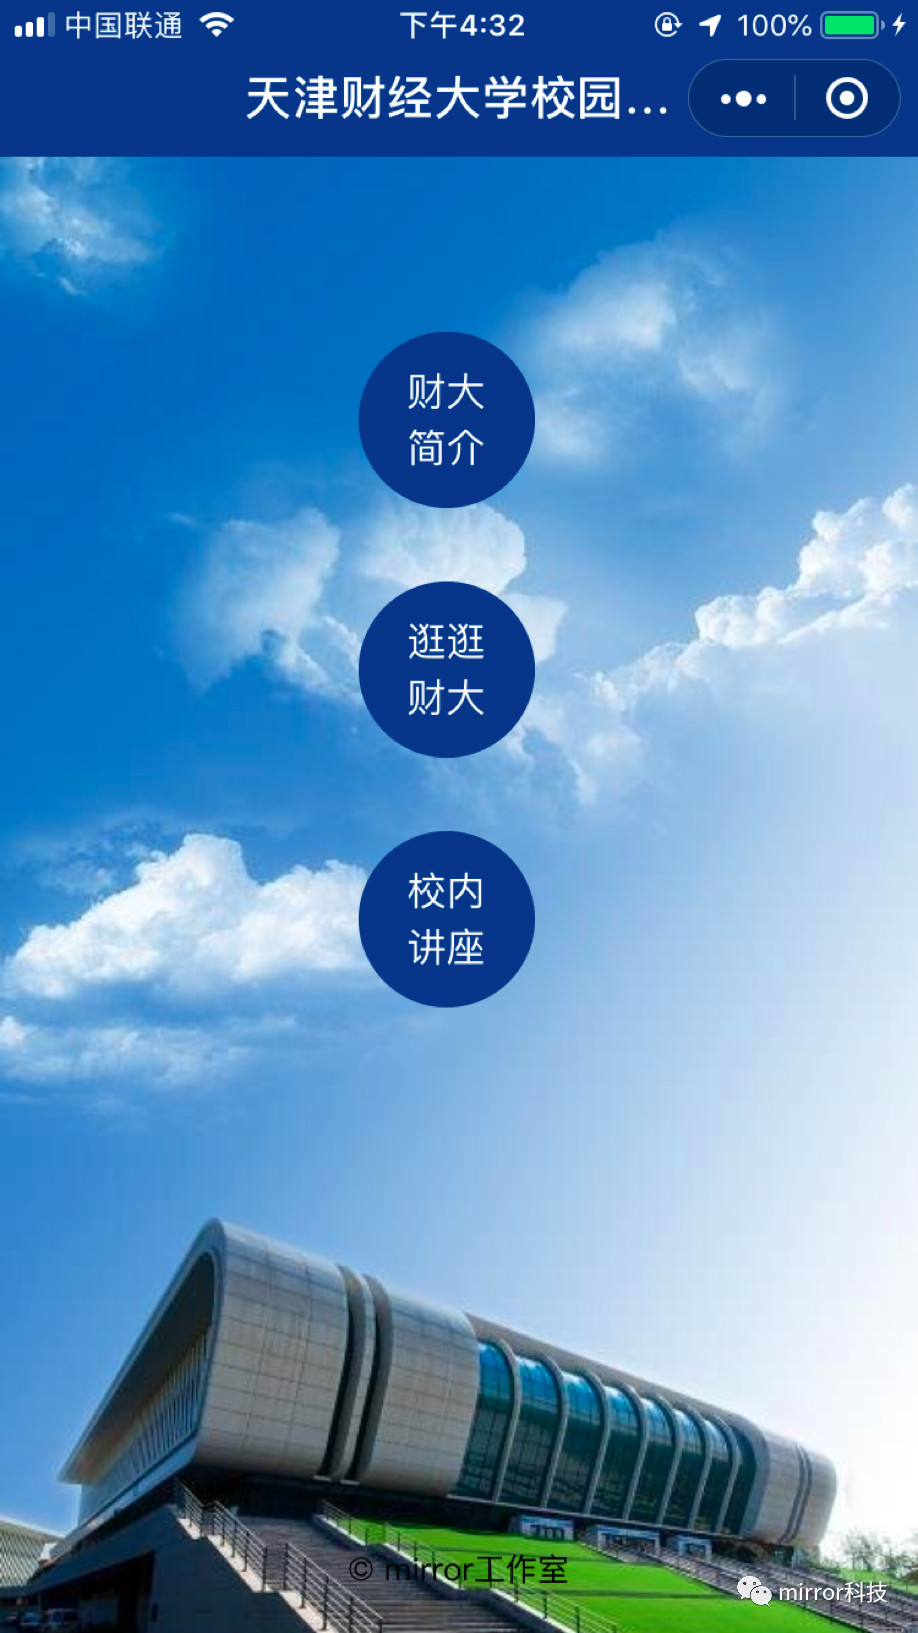 中国联通 下午4:32 100%
天津财经大学校园...
财大
简介
逛逛
财大
校内
讲座
© mirror工作室
mirror科技